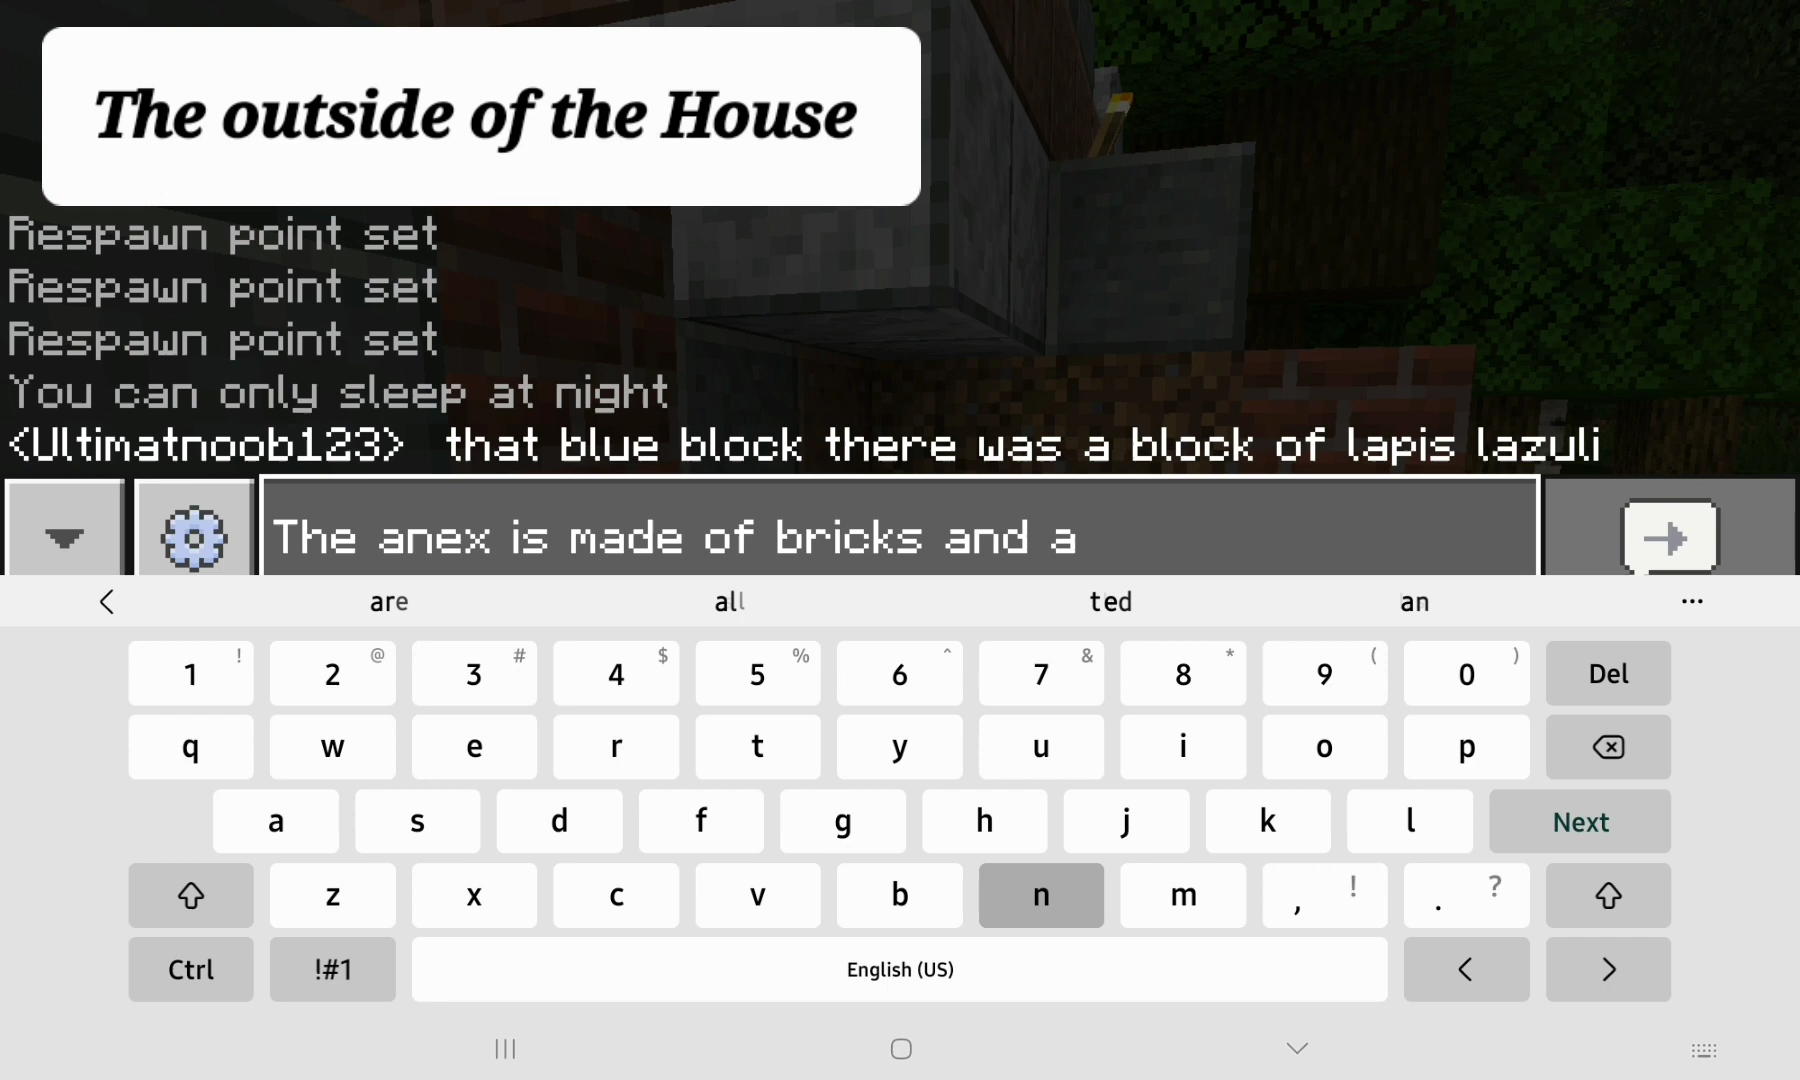 The outside of the House
Respawn point set
Respawn point set
Respawn point set
You can only sleep at night
<Ultimatnoob123> that blue block there was a block of lapis lazuli
The anex is made of bricks and a
are all ted an ...
1 ! 2 @ 3 # 4 $ 5 % 6 ^ 7 & 8 * 9 ( 0 ) Del
q w e r t y u i o p
a s d f g h j k l Next
z x c v b n m , ! . ?
Ctrl !#1 English (US) < >